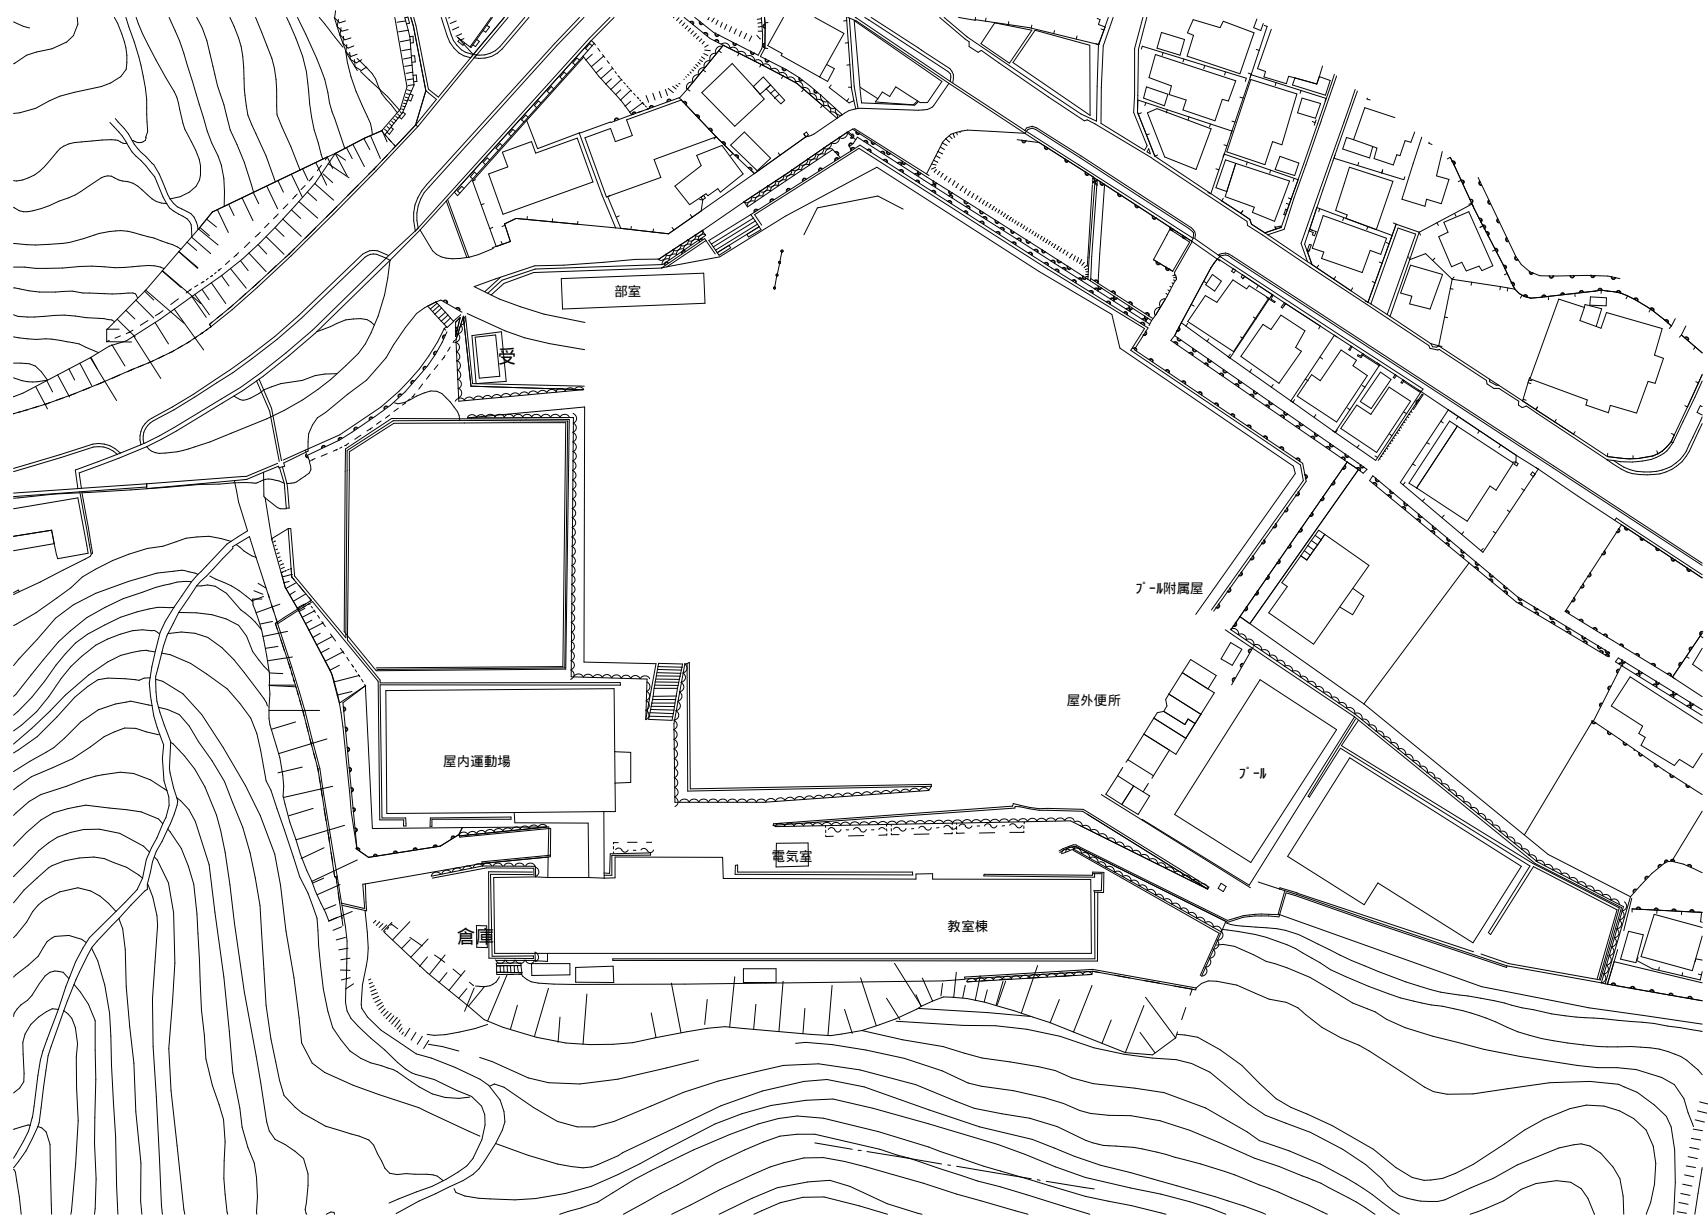 部室
受
ﾌﾟｰﾙ附属屋
屋外便所
屋内運動場
ﾌﾟｰﾙ
電気室
教室棟
倉庫